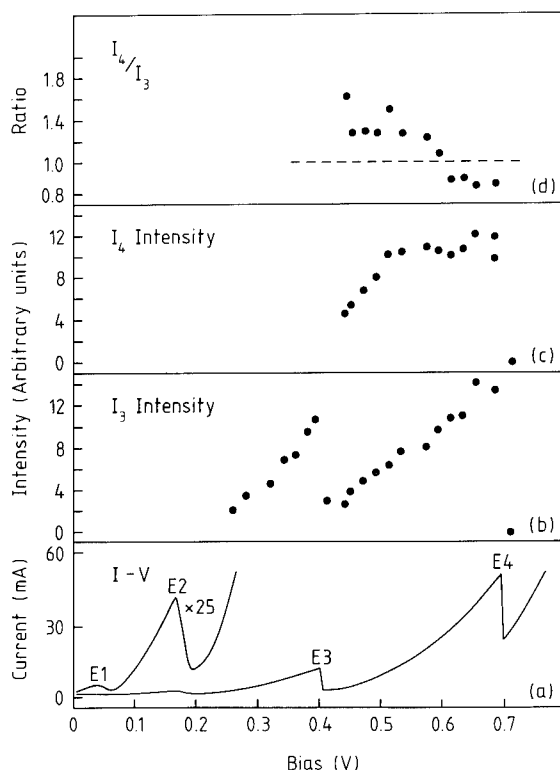 I₄/I₃
Ratio
1.8
1.4
1.0
0.8
(d)
I₄ Intensity
12
8
4
0
(c)
Intensity (Arbitrary units)
I₃ Intensity
12
8
4
0
(b)
I-V
Current (mA)
60
30
0
E1
E2
×25
E3
E4
(a)
0 0.1 0.2 0.3 0.4 0.5 0.6 0.7
Bias (V)